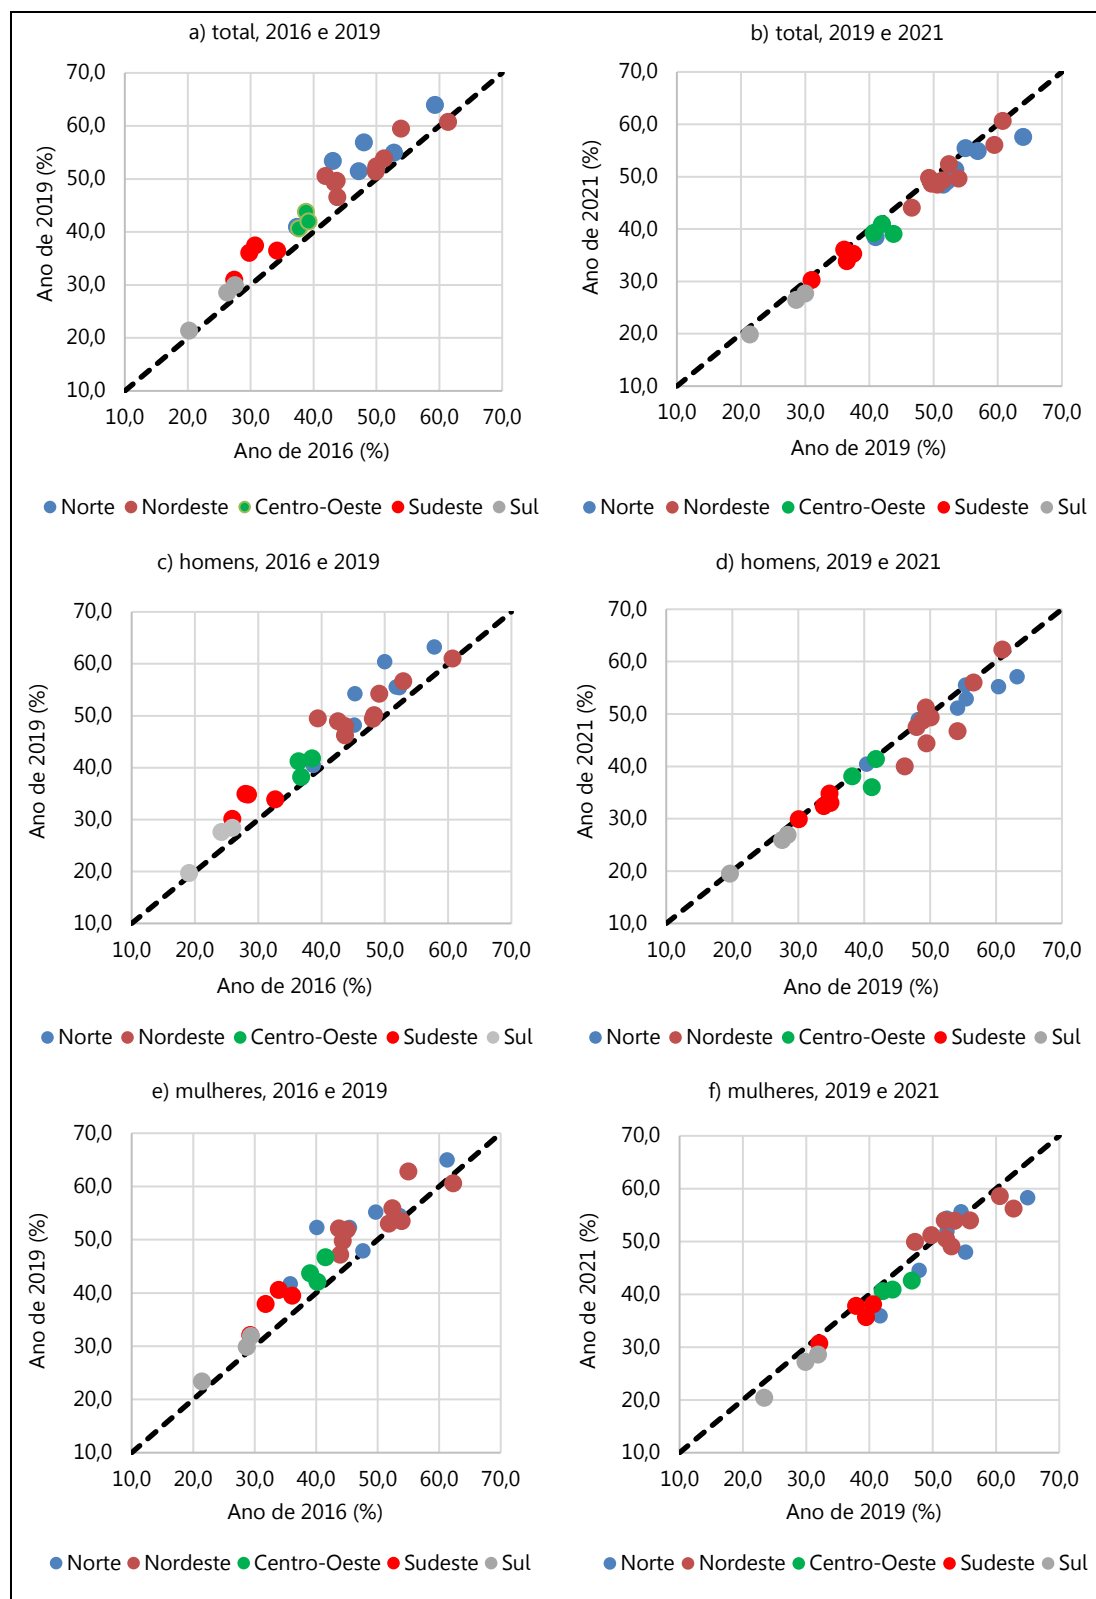 a) total, 2016 e 2019
70,0
60,0
50,0
40,0
30,0
20,0
10,0
Ano de 2019 (%)
10,0 20,0 30,0 40,0 50,0 60,0 70,0
Ano de 2016 (%)
Norte Nordeste Centro-Oeste Sudeste Sul
b) total, 2019 e 2021
70,0
60,0
50,0
40,0
30,0
20,0
10,0
Ano de 2021 (%)
10,0 20,0 30,0 40,0 50,0 60,0 70,0
Ano de 2019 (%)
Norte Nordeste Centro-Oeste Sudeste Sul
c) homens, 2016 e 2019
70,0
60,0
50,0
40,0
30,0
20,0
10,0
Ano de 2019 (%)
10,0 20,0 30,0 40,0 50,0 60,0 70,0
Ano de 2016 (%)
Norte Nordeste Centro-Oeste Sudeste Sul
d) homens, 2019 e 2021
70,0
60,0
50,0
40,0
30,0
20,0
10,0
Ano de 2021 (%)
10,0 20,0 30,0 40,0 50,0 60,0 70,0
Ano de 2019 (%)
Norte Nordeste Centro-Oeste Sudeste Sul
e) mulheres, 2016 e 2019
70,0
60,0
50,0
40,0
30,0
20,0
10,0
Ano de 2019 (%)
10,0 20,0 30,0 40,0 50,0 60,0 70,0
Ano de 2016 (%)
Norte Nordeste Centro-Oeste Sudeste Sul
f) mulheres, 2019 e 2021
70,0
60,0
50,0
40,0
30,0
20,0
10,0
Ano de 2021 (%)
10,0 20,0 30,0 40,0 50,0 60,0 70,0
Ano de 2019 (%)
Norte Nordeste Centro-Oeste Sudeste Sul